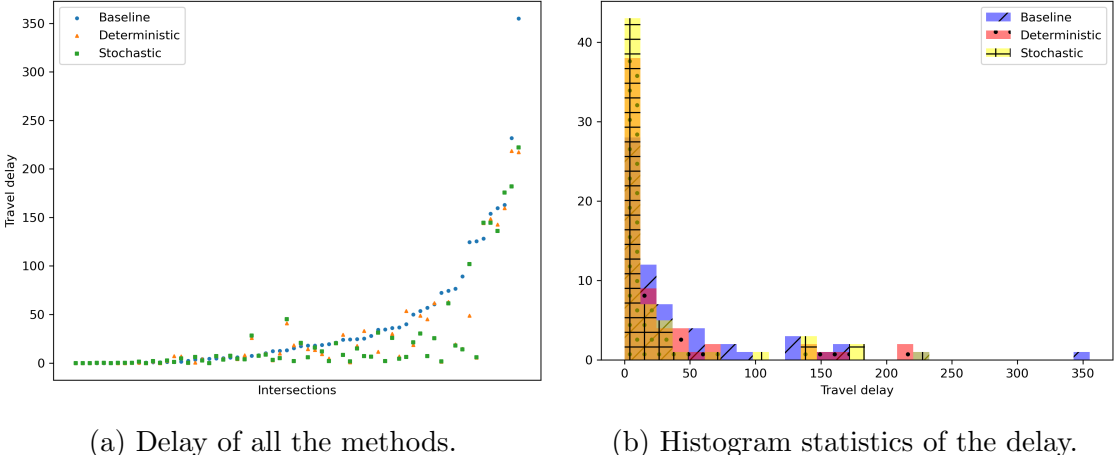 350
300
250
200
150
100
50
0
Travel delay
Baseline
Deterministic
Stochastic
Intersections
(a) Delay of all the methods.
40
30
20
10
0
Baseline
Deterministic
Stochastic
0 50 100 150 200 250 300 350
Travel delay
(b) Histogram statistics of the delay.